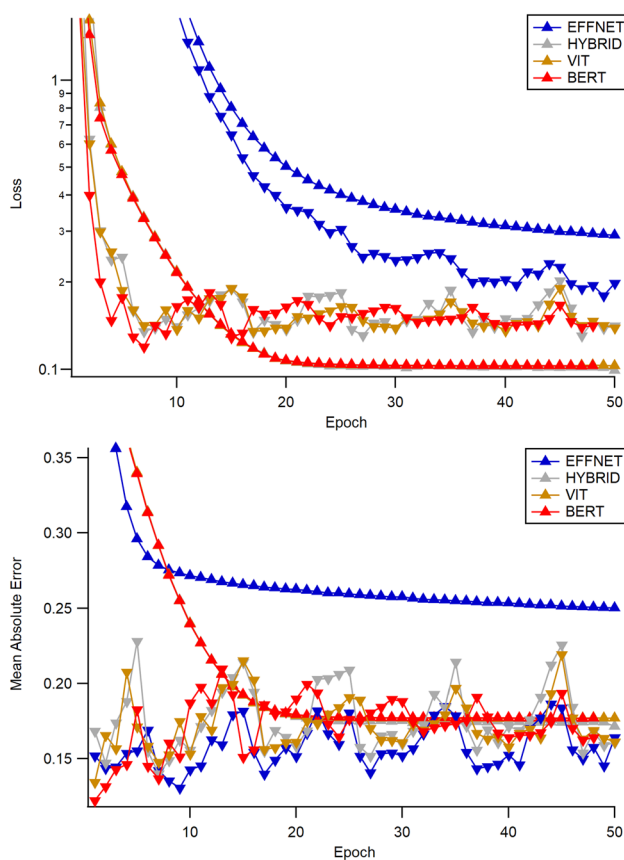 1
9
8
7
6
5
4
3
2
0.1
Loss
10
20
30
40
50
Epoch
EFFNET
HYBRID
VIT
BERT
0.35
0.30
0.25
0.20
0.15
Mean Absolute Error
10
20
30
40
50
Epoch
EFFNET
HYBRID
VIT
BERT